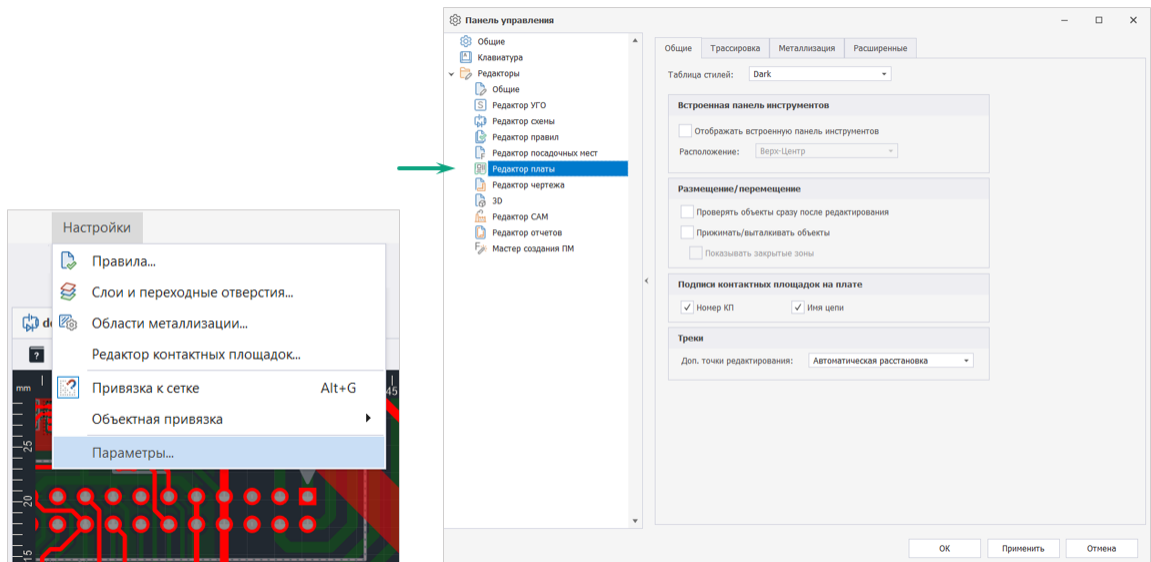 Настройки
Правила...
Слои и переходные отверстия...
Области металлизации...
Редактор контактных площадок...
Привязка к сетке Alt+G
Объектная привязка
Параметры...
de
?
mm
45
25
20
15
Панель управления
Общие
Клавиатура
Редакторы
Общие
Редактор УГО
Редактор схемы
Редактор правил
Редактор посадочных мест
Редактор платы
Редактор чертежа
3D
Редактор CAM
Редактор отчетов
Мастер создания ПМ
Общие Трассировка Металлизация Расширенные
Таблица стилей: Dark
Встроенная панель инструментов
Отображать встроенную панель инструментов
Расположение: Верх-Центр
Размещение/перемещение
Проверять объекты сразу после редактирования
Прижимать/выталкивать объекты
Показывать закрытые зоны
Подписи контактных площадок на плате
Номер КП Имя цепи
Треки
Доп. точки редактирования: Автоматическая расстановка
ОК Применить Отмена